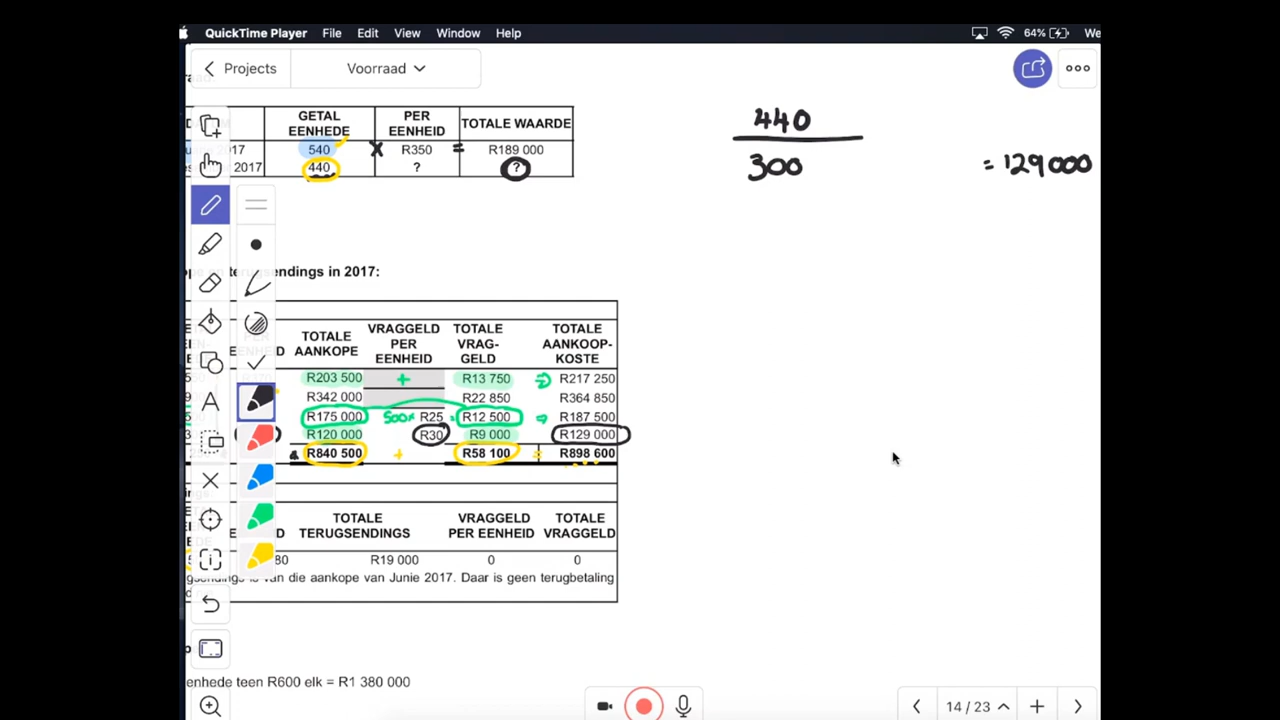 QuickTime Player File Edit View Window Help 64% We
Projects Voorraad
GETAL EENHEDE PER EENHEID TOTALE WAARDE
2017 540 X R350 = R189 000
2017 440 ? ?
440
300 = 129000
terugsendings in 2017:
TOTALE AANKOPE VRAGGELD PER EENHEID TOTALE VRAG-GELD TOTALE AANKOOP-KOSTE
R203 500 + R13 750 R217 250
R342 000 R22 850 R364 850
R175 000 500x R25 = R12 500 R187 500
R120 000 R30 R9 000 R129 000
R840 500 + R58 100 = R898 600
TOTALE TERUGSENDINGS VRAGGELD PER EENHEID TOTALE VRAGGELD
80 R19 000 0 0
van die aankope van Junie 2017. Daar is geen terugbetaling
enhede teen R600 elk = R1 380 000
14 / 23